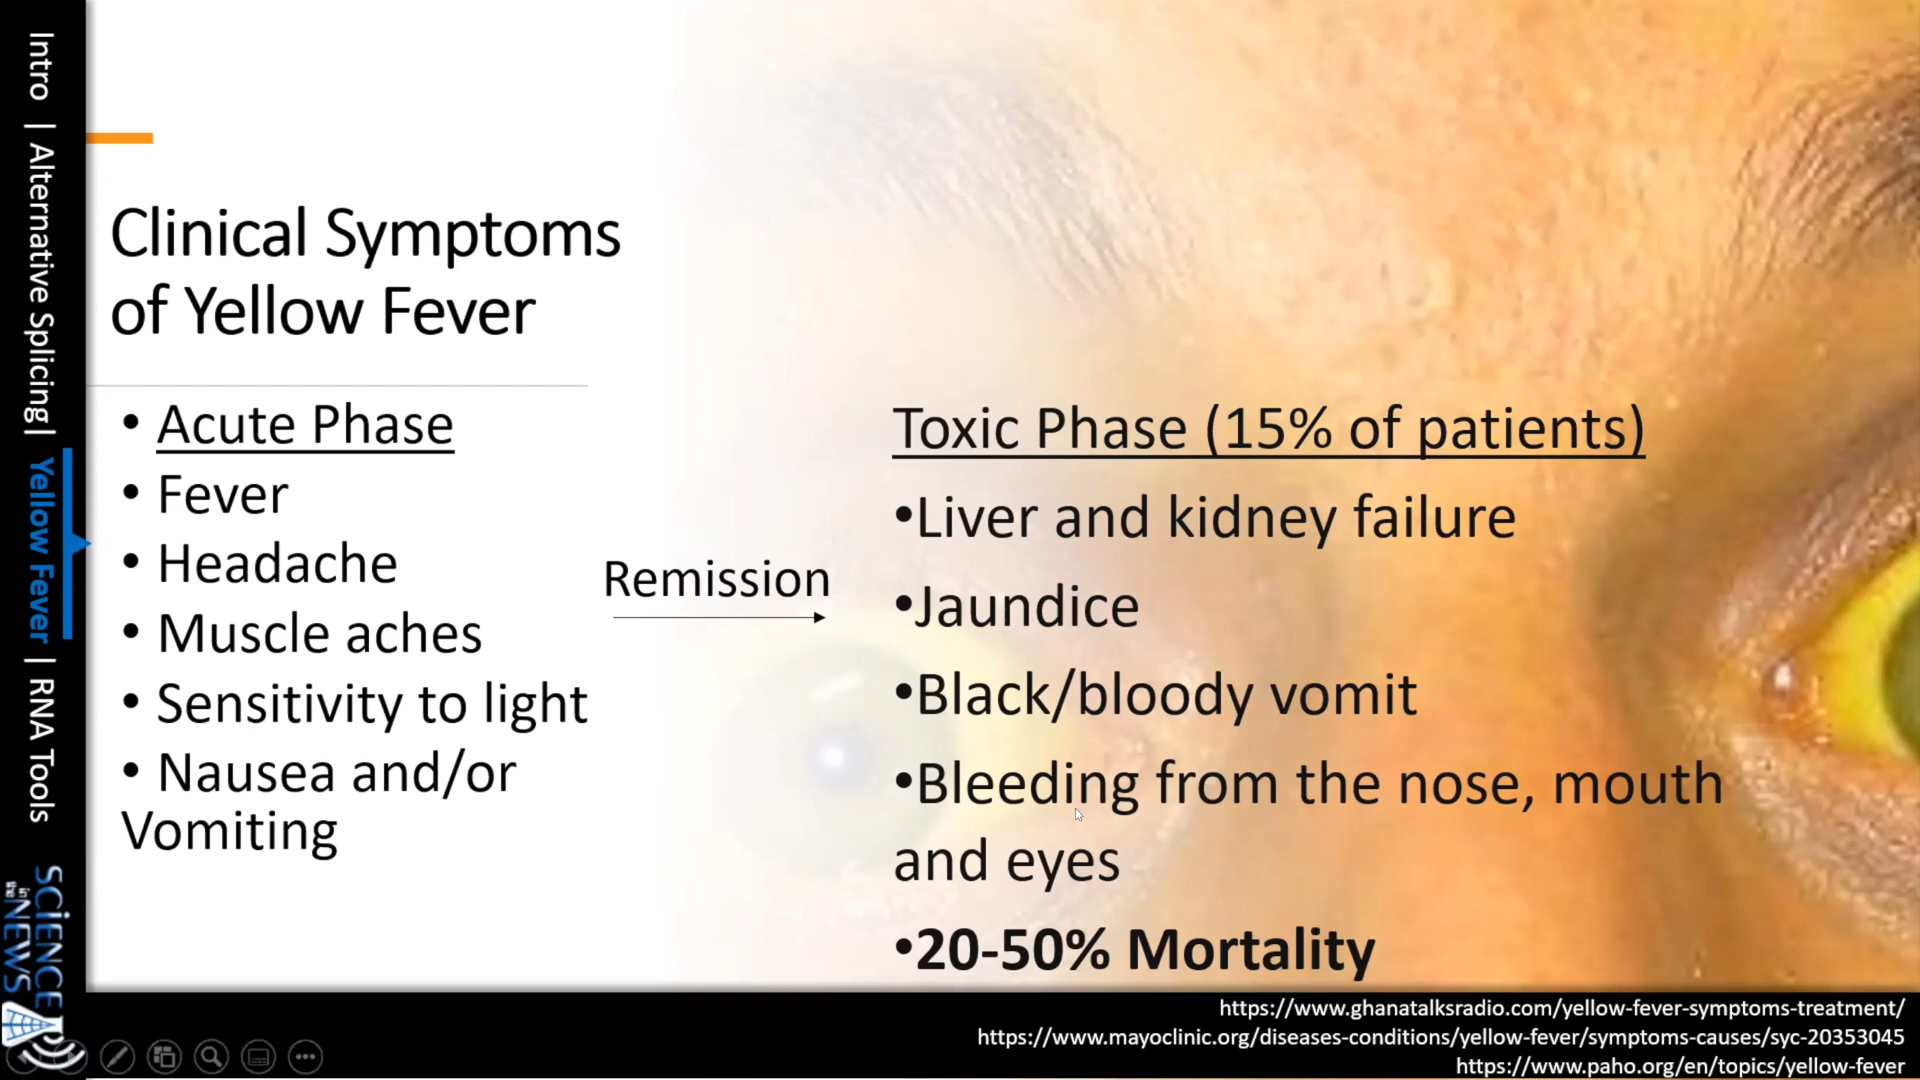 Intro | Alternative Splicing| Yellow Fever | RNA Tools
SCiENCE
in the
NEWS
Clinical Symptoms
of Yellow Fever
• Acute Phase
• Fever
• Headache
• Muscle aches
• Sensitivity to light
• Nausea and/or
Vomiting
Remission
Toxic Phase (15% of patients)
•Liver and kidney failure
•Jaundice
•Black/bloody vomit
•Bleeding from the nose, mouth
and eyes
•20-50% Mortality
https://www.ghanatalksradio.com/yellow-fever-symptoms-treatment/
https://www.mayoclinic.org/diseases-conditions/yellow-fever/symptoms-causes/syc-20353045
https://www.paho.org/en/topics/yellow-fever